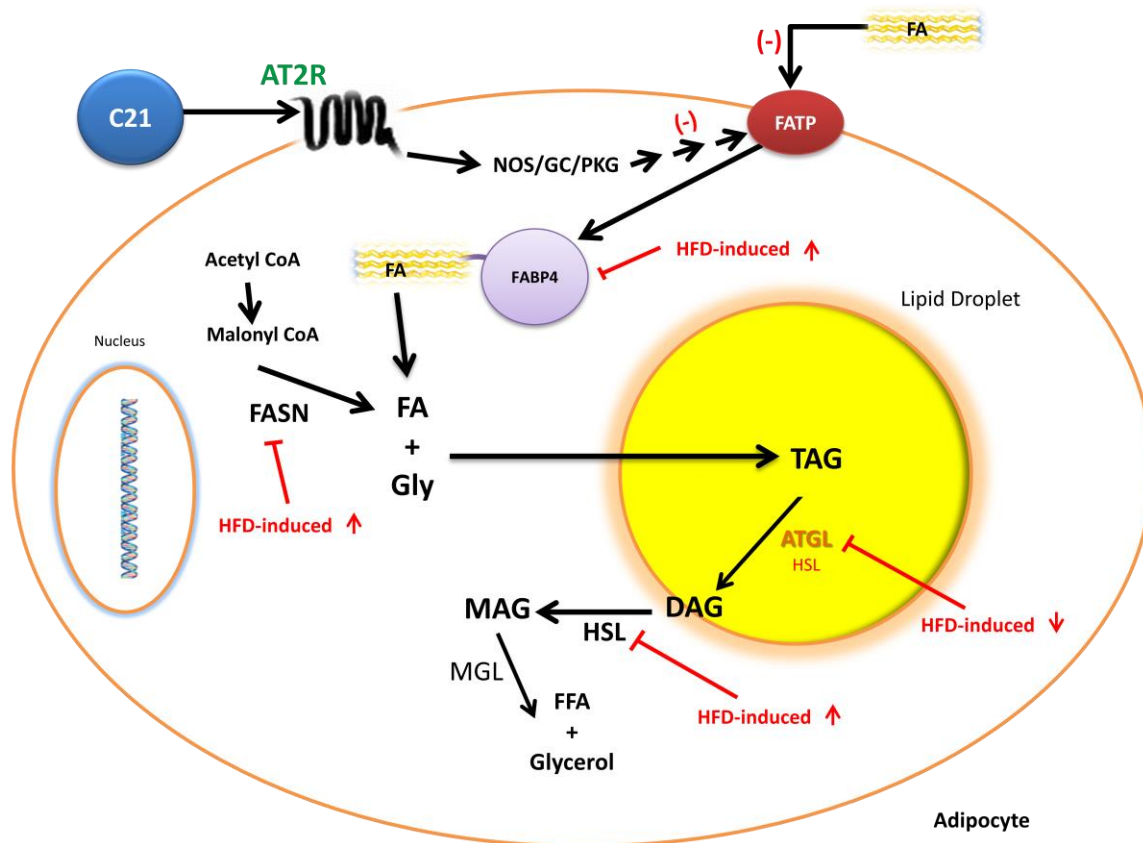 FA
(-)
AT2R
C21
FATP
(-)
NOS/GC/PKG
HFD-induced ↑
Acetyl CoA
FA
FABP4
Lipid Droplet
Malonyl CoA
Nucleus
FASN
FA
+
Gly
TAG
HFD-induced ↑
ATGL
HSL
MAG
DAG
HSL
HFD-induced ↓
MGL
FFA
+
Glycerol
HFD-induced ↑
Adipocyte